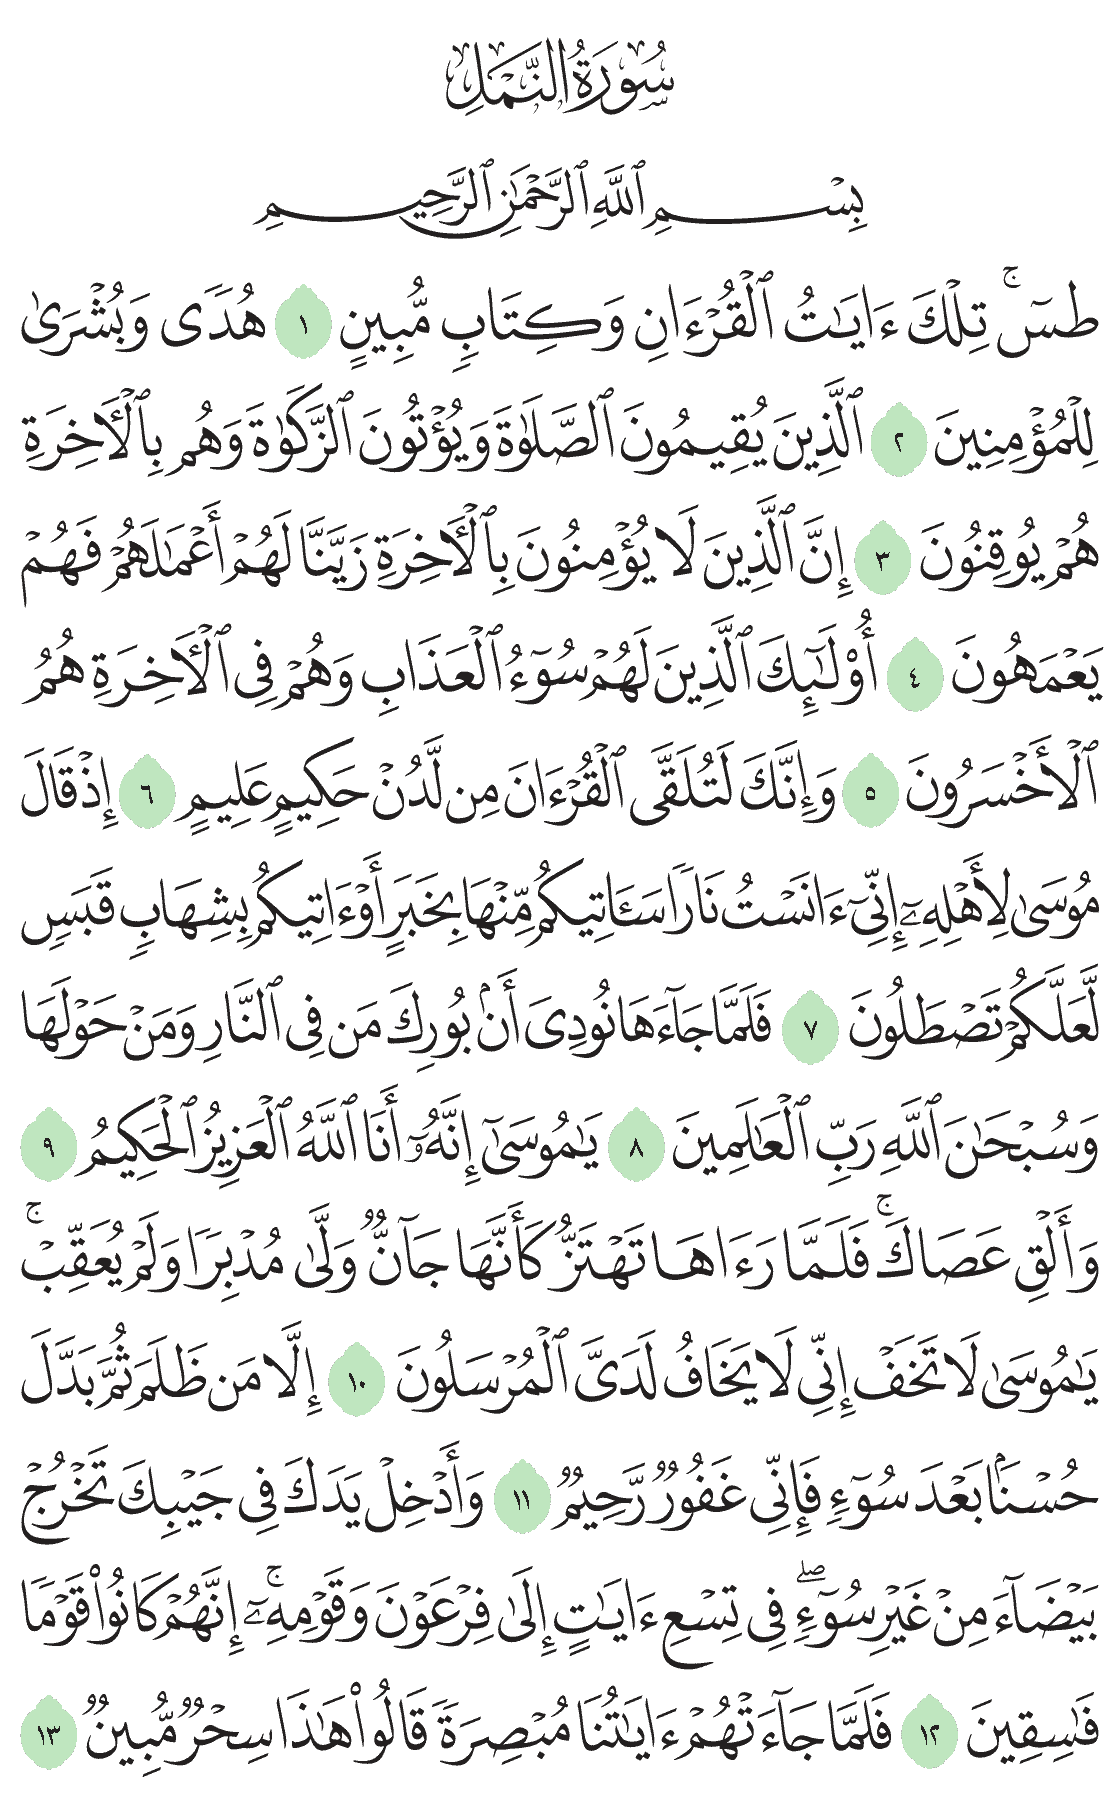 سُورَةُ النَّمْلِ
بِسْمِ ٱللَّهِ ٱلرَّحْمَٰنِ ٱلرَّحِيمِ
طسٓ ۚ تِلْكَ ءَايَٰتُ ٱلْقُرْءَانِ وَكِتَابٍ مُّبِينٍ ١ هُدًى وَبُشْرَىٰ
لِلْمُؤْمِنِينَ ٢ ٱلَّذِينَ يُقِيمُونَ ٱلصَّلَوٰةَ وَيُؤْتُونَ ٱلزَّكَوٰةَ وَهُم بِٱلْأَخِرَةِ
هُمْ يُوقِنُونَ ٣ إِنَّ ٱلَّذِينَ لَا يُؤْمِنُونَ بِٱلْأَخِرَةِ زَيَّنَّا لَهُمْ أَعْمَٰلَهُمْ فَهُمْ
يَعْمَهُونَ ٤ أُوْلَٰٓئِكَ ٱلَّذِينَ لَهُمْ سُوٓءُ ٱلْعَذَابِ وَهُمْ فِى ٱلْأَخِرَةِ هُمُ
ٱلْأَخْسَرُونَ ٥ وَإِنَّكَ لَتُلَقَّى ٱلْقُرْءَانَ مِن لَّدُنْ حَكِيمٍ عَلِيمٍ ٦ إِذْ قَالَ
مُوسَىٰ لِأَهْلِهِۦٓ إِنِّىٓ ءَانَسْتُ نَارًا سَـَٔاتِيكُم مِّنْهَا بِخَبَرٍ أَوْ ءَاتِيكُم بِشِهَابٍ قَبَسٍ
لَّعَلَّكُمْ تَصْطَلُونَ ٧ فَلَمَّا جَآءَهَا نُودِىَ أَنۢ بُورِكَ مَن فِى ٱلنَّارِ وَمَنْ حَوْلَهَا
وَسُبْحَٰنَ ٱللَّهِ رَبِّ ٱلْعَٰلَمِينَ ٨ يَٰمُوسَىٰٓ إِنَّهُۥٓ أَنَا ٱللَّهُ ٱلْعَزِيزُ ٱلْحَكِيمُ ٩
وَأَلْقِ عَصَاكَ ۚ فَلَمَّا رَءَاهَا تَهْتَزُّ كَأَنَّهَا جَآنٌّ وَلَّىٰ مُدْبِرًا وَلَمْ يُعَقِّبْ ۚ
يَٰمُوسَىٰ لَا تَخَفْ إِنِّى لَا يَخَافُ لَدَىَّ ٱلْمُرْسَلُونَ ١٠ إِلَّا مَن ظَلَمَ ثُمَّ بَدَّلَ
حُسْنًۢا بَعْدَ سُوٓءٍ فَإِنِّى غَفُورٌ رَّحِيمٌ ١١ وَأَدْخِلْ يَدَكَ فِى جَيْبِكَ تَخْرُجْ
بَيْضَآءَ مِنْ غَيْرِ سُوٓءٍ ۖ فِى تِسْعِ ءَايَٰتٍ إِلَىٰ فِرْعَوْنَ وَقَوْمِهِۦٓ ۚ إِنَّهُمْ كَانُوا۟ قَوْمًا
فَٰسِقِينَ ١٢ فَلَمَّا جَآءَتْهُمْ ءَايَٰتُنَا مُبْصِرَةً قَالُوا۟ هَٰذَا سِحْرٌ مُّبِينٌ ١٣